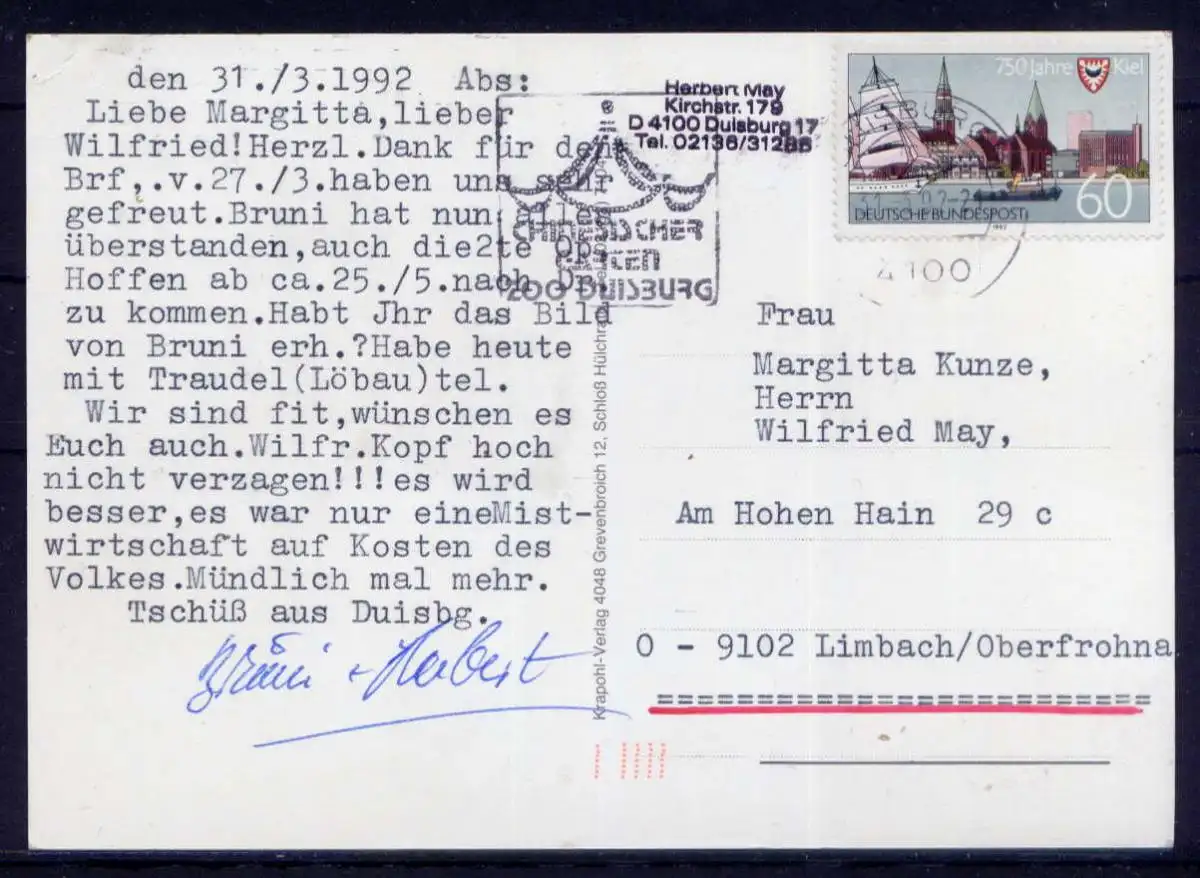 den 31./3.1992 Abs:
Liebe Margitta,lieber
Wilfried!Herzl.Dank für den
Brf,.v.27./3.haben uns sehr
gefreut.Bruni hat nun alles
überstanden,auch die2te Op.
Hoffen ab ca.25./5.nach Dr.
zu kommen.Habt Jhr das Bild
von Bruni erh.?Habe heute
mit Traudel(Löbau)tel.
Wir sind fit,wünschen es
Euch auch.Wilfr.Kopf hoch
nicht verzagen!!!es wird
besser,es war nur eineMist-
wirtschaft auf Kosten des
Volkes.Mündlich mal mehr.
Tschüß aus Duisbg.
Bruni + Herbert
Herbert May
Kirchstr. 179
D 4100 Duisburg 17
Tel. 02136/31286
CHINESISCHER
GARTEN
ZOO DUISBURG
750 Jahre Kiel
DEUTSCHE BUNDESPOST 60
1992
4100
Krapohl-Verlag 4048 Grevenbroich 12, Schloß Hülchra
Frau
Margitta Kunze,
Herrn
Wilfried May,
Am Hohen Hain 29 c
O - 9102 Limbach/Oberfrohna